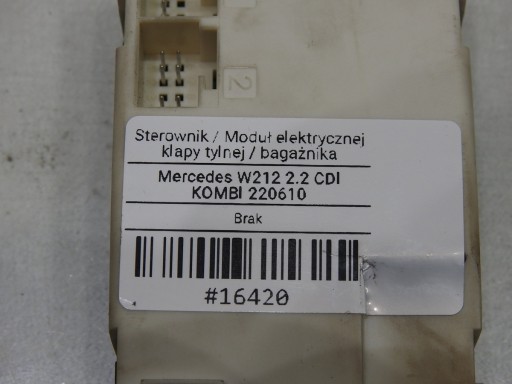 2
Sterownik / Moduł elektrycznej
klapy tylnej / bagażnika
Mercedes W212 2.2 CDI
KOMBI 220610
Brak
#16420